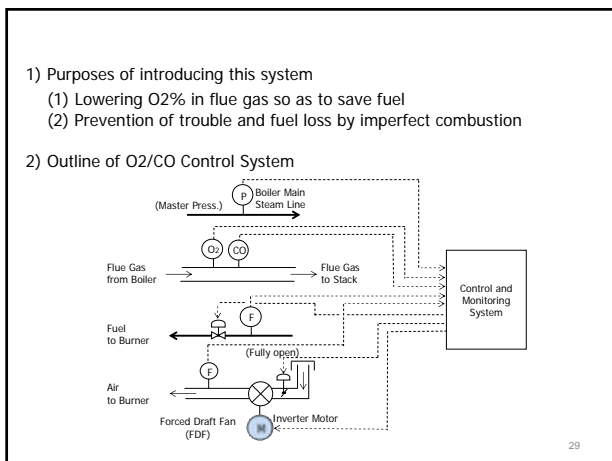 1) Purposes of introducing this system
(1) Lowering O2% in flue gas so as to save fuel
(2) Prevention of trouble and fuel loss by imperfect combustion
2) Outline of O2/CO Control System
(Master Press.)
P
Boiler Main
Steam Line
O2
CO
Flue Gas
from Boiler
Flue Gas
to Stack
Control and
Monitoring
System
F
Fuel
to Burner
(Fully open)
F
Air
to Burner
Forced Draft Fan
(FDF)
M
Inverter Motor
29